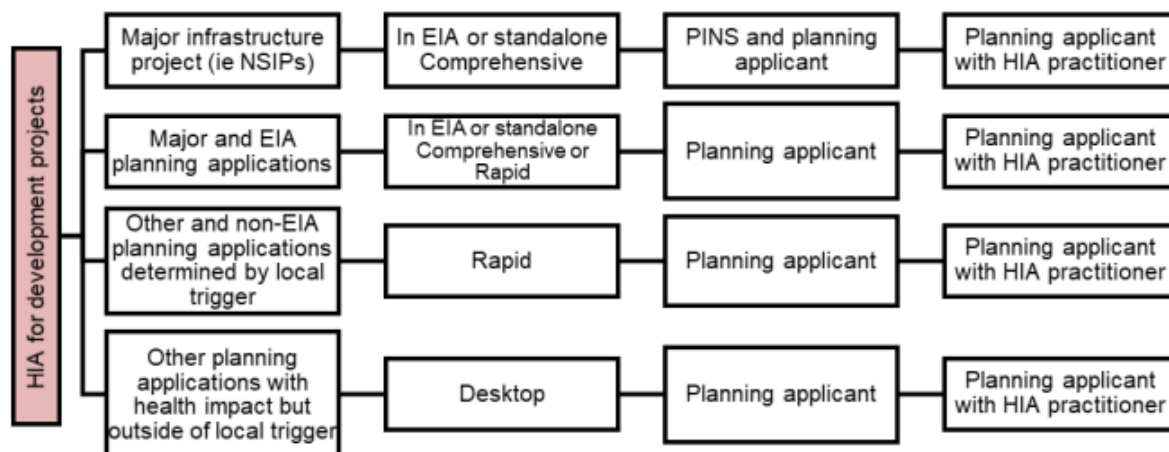 HIA for development projects
Major infrastructure
project (ie NSIPs)
In EIA or standalone
Comprehensive
PINS and planning
applicant
Planning applicant
with HIA practitioner
Major and EIA
planning applications
In EIA or standalone
Comprehensive or
Rapid
Planning applicant
Planning applicant
with HIA practitioner
Other and non-EIA
planning applications
determined by local
trigger
Rapid
Planning applicant
Planning applicant
with HIA practitioner
Other planning
applications with
health impact but
outside of local trigger
Desktop
Planning applicant
Planning applicant
with HIA practitioner